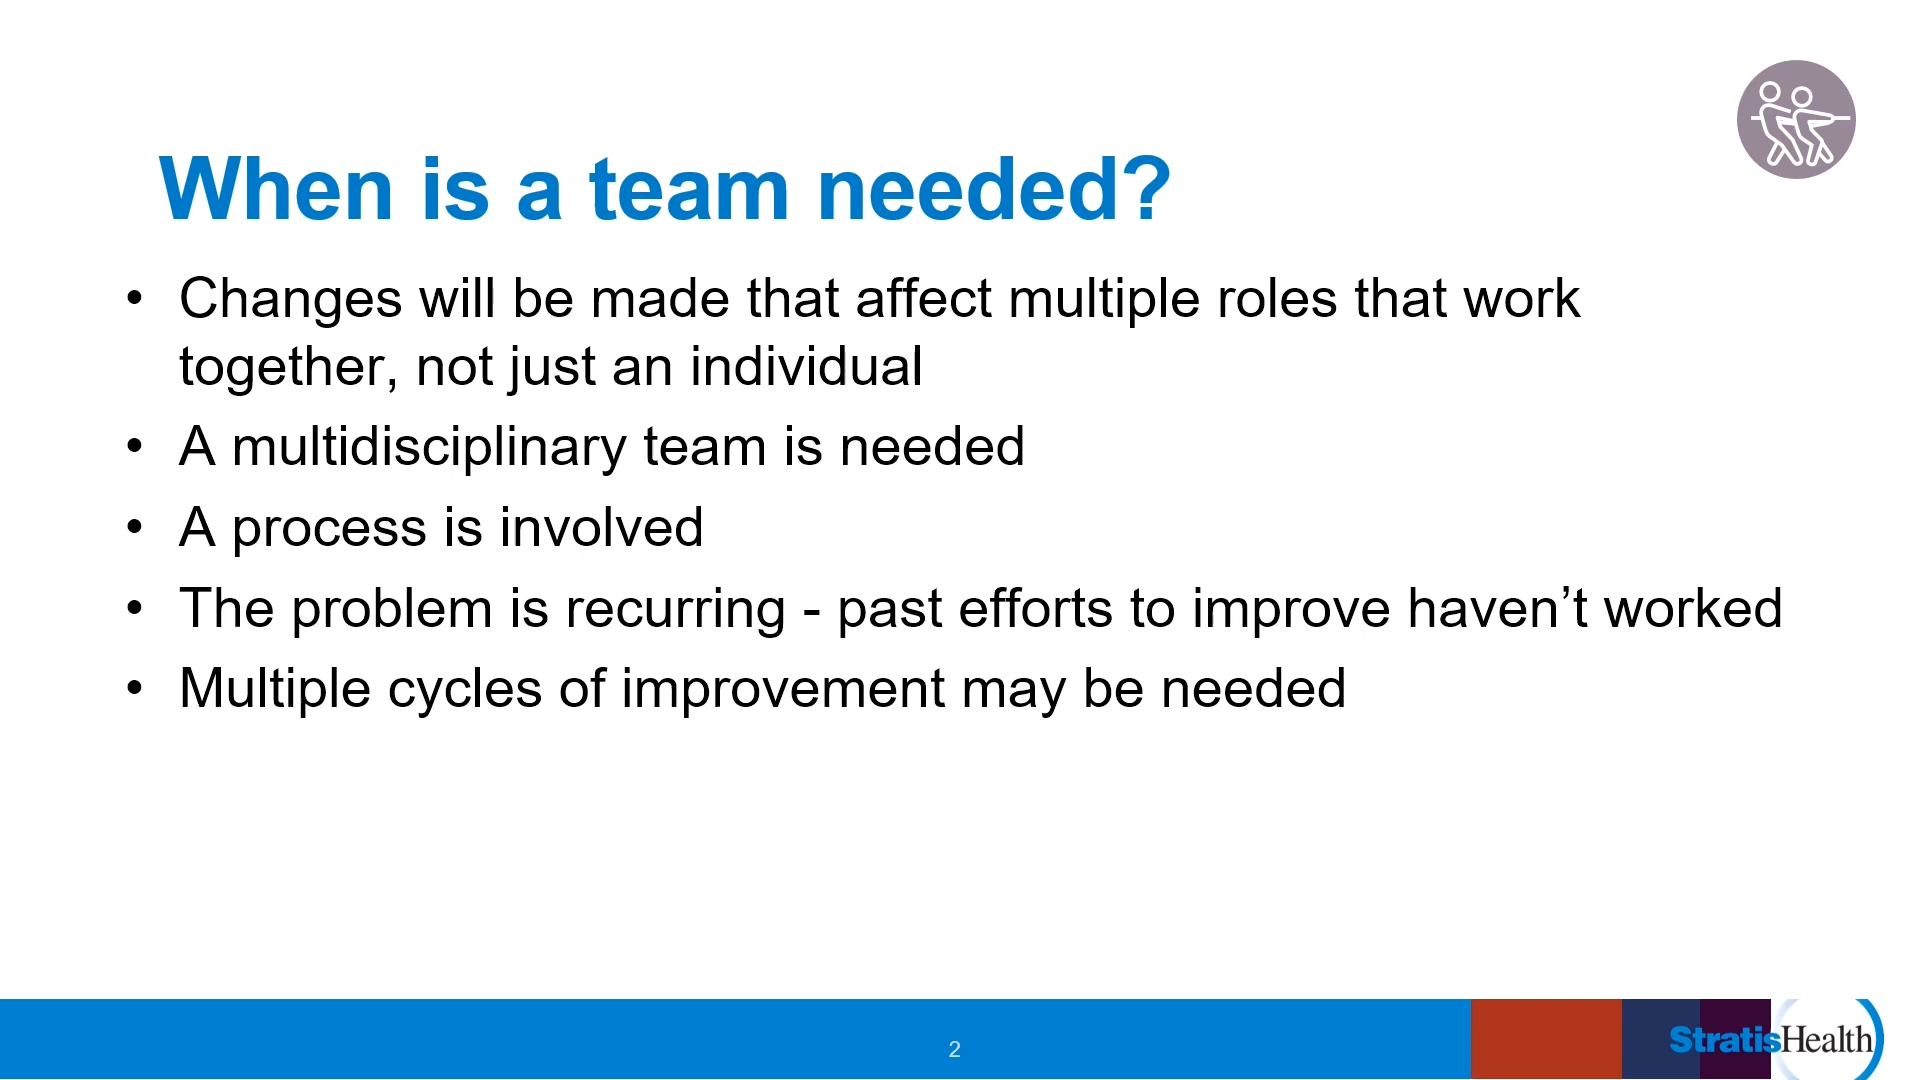 When is a team needed?
• Changes will be made that affect multiple roles that work
together, not just an individual
• A multidisciplinary team is needed
• A process is involved
• The problem is recurring - past efforts to improve haven’t worked
• Multiple cycles of improvement may be needed
2
StratisHealth